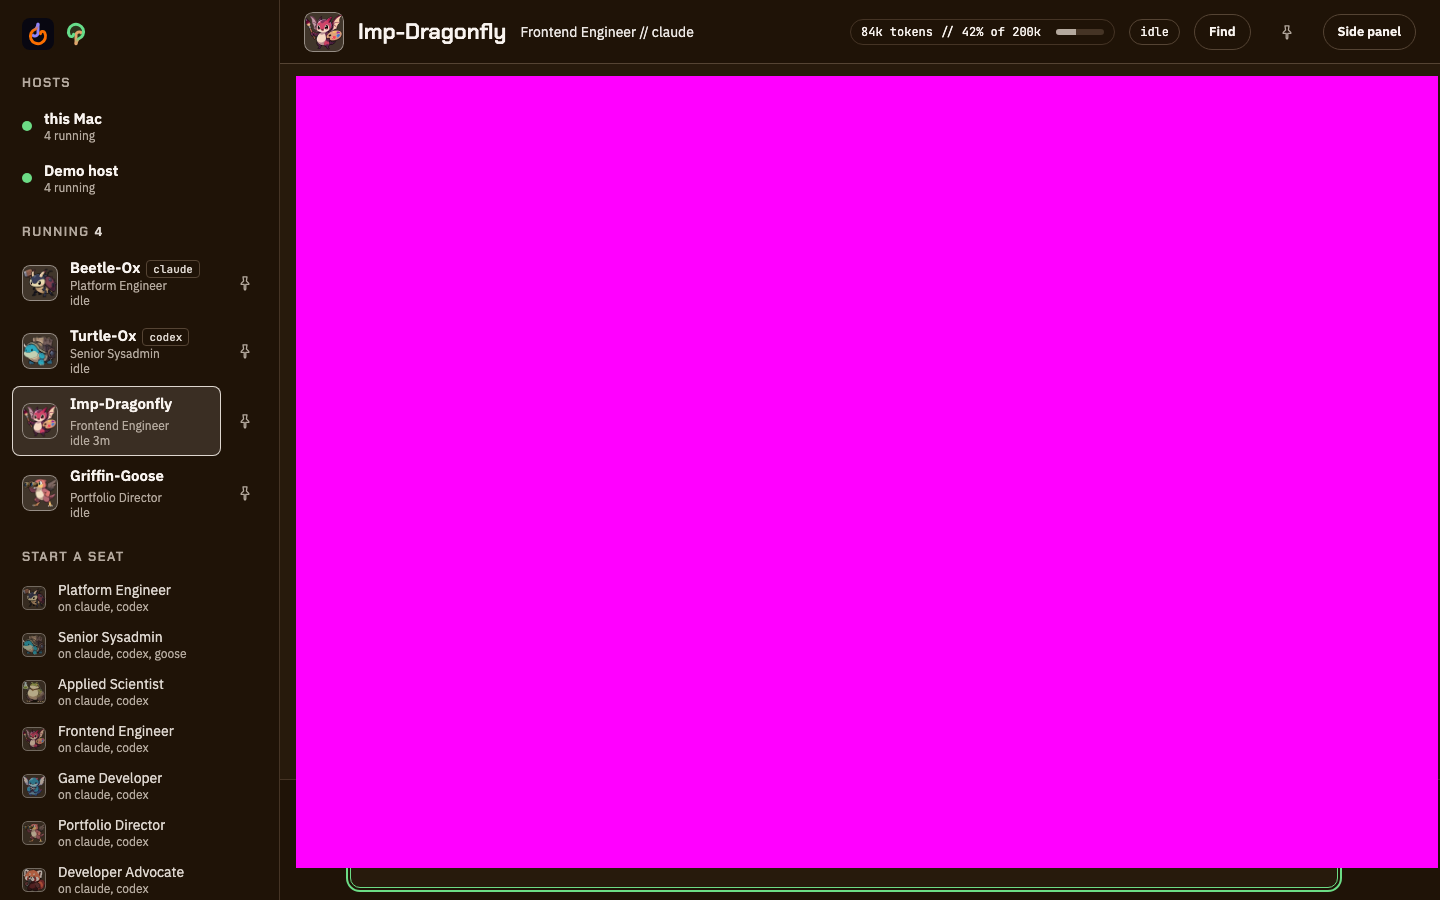 Imp-Dragonfly
Frontend Engineer // claude
84k tokens // 42% of 200k
idle
Find
Side panel
HOSTS
this Mac
4 running
Demo host
4 running
RUNNING 4
Beetle-Ox claude
Platform Engineer
idle
Turtle-Ox codex
Senior Sysadmin
idle
Imp-Dragonfly
Frontend Engineer
idle 3m
Griffin-Goose
Portfolio Director
idle
START A SEAT
Platform Engineer
on claude, codex
Senior Sysadmin
on claude, codex, goose
Applied Scientist
on claude, codex
Frontend Engineer
on claude, codex
Game Developer
on claude, codex
Portfolio Director
on claude, codex
Developer Advocate
on claude, codex